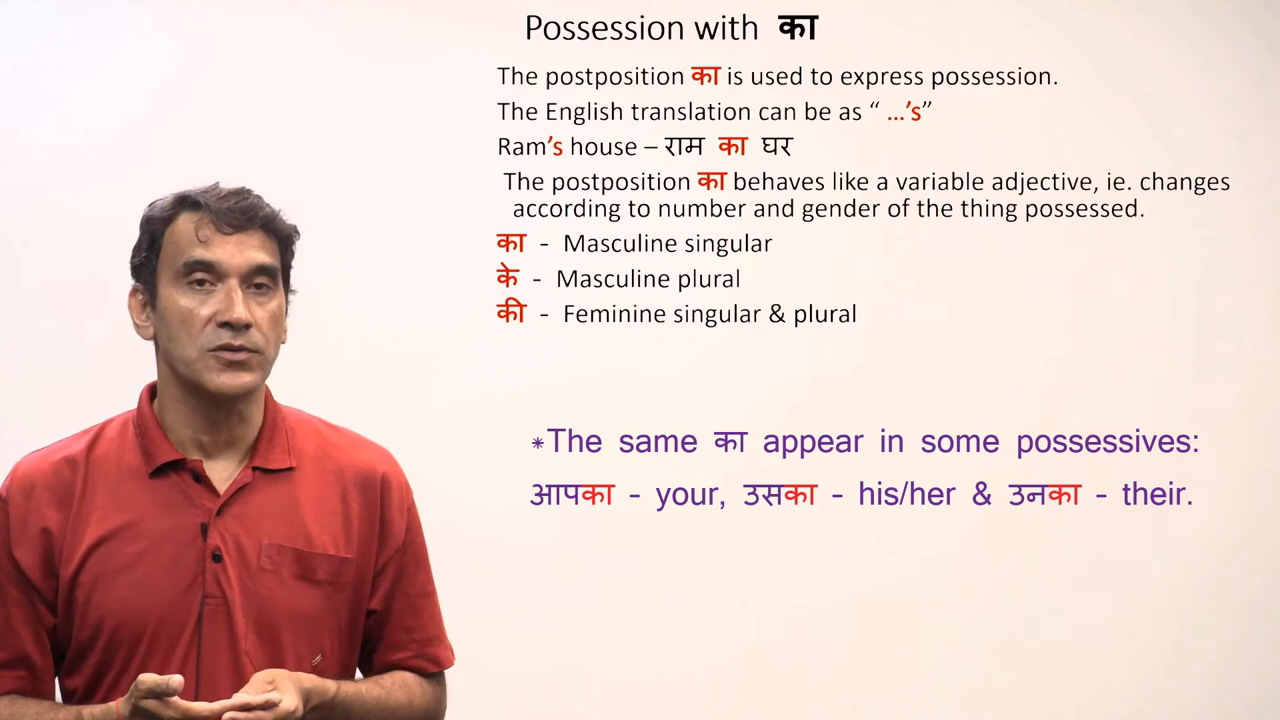 Possession with का
The postposition का is used to express possession.
The English translation can be as “ ...’s”
Ram’s house – राम का घर
The postposition का behaves like a variable adjective, ie. changes
according to number and gender of the thing possessed.
का - Masculine singular
के - Masculine plural
की - Feminine singular & plural
*The same का appear in some possessives:
आपका - your, उसका - his/her & उनका - their.